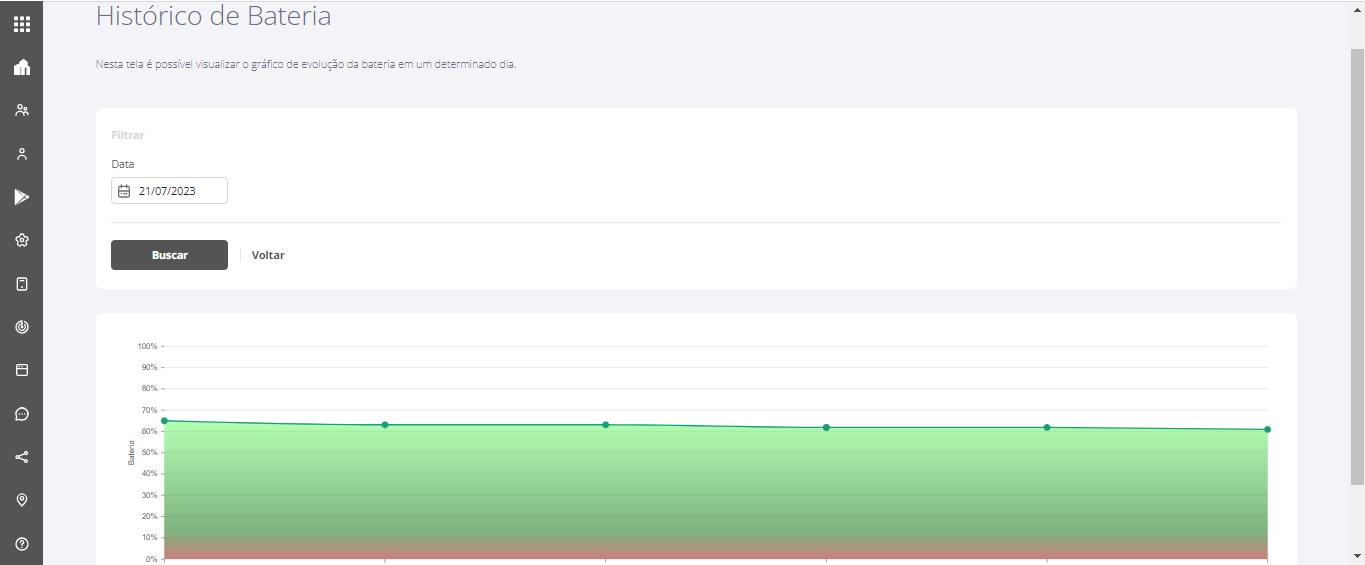 Histórico de Bateria
Nesta tela é possível visualizar o gráfico de evolução da bateria em um determinado dia.
Filtrar
Data
21/07/2023
Buscar
Voltar
100%
90%
80%
70%
60%
50%
40%
30%
20%
10%
0%
Bateria